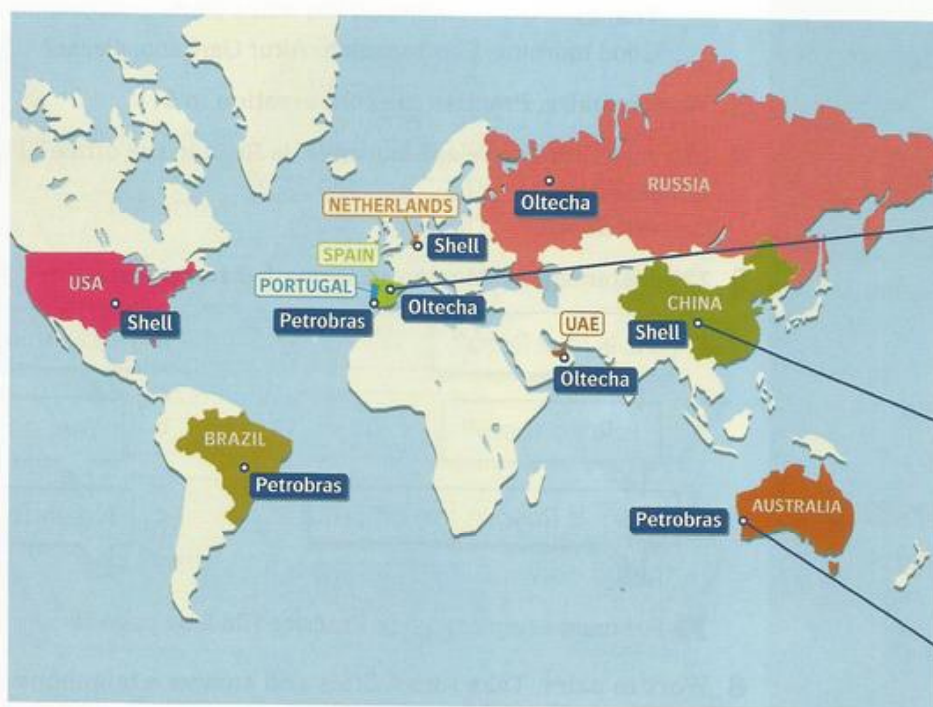 RUSSIA
Oltecha
NETHERLANDS
Shell
SPAIN
USA
PORTUGAL
Petrobras
Oltecha
Shell
CHINA
Shell
UAE
Oltecha
BRAZIL
Petrobras
AUSTRALIA
Petrobras